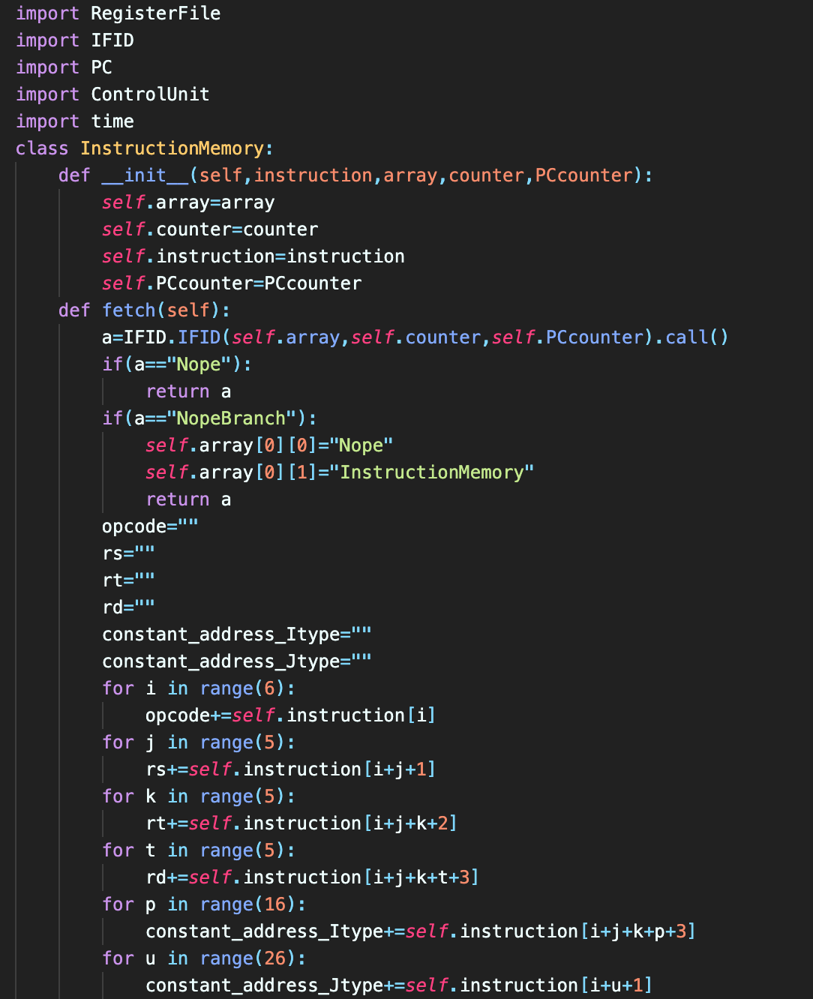 import RegisterFile
import IFID
import PC
import ControlUnit
import time
class InstructionMemory:
    def __init__(self,instruction,array,counter,PCcounter):
        self.array=array
        self.counter=counter
        self.instruction=instruction
        self.PCcounter=PCcounter
    def fetch(self):
        a=IFID.IFID(self.array,self.counter,self.PCcounter).call()
        if(a=="Nope"):
            return a
        if(a=="NopeBranch"):
            self.array[0][0]="Nope"
            self.array[0][1]="InstructionMemory"
            return a
        opcode=""
        rs=""
        rt=""
        rd=""
        constant_address_Itype=""
        constant_address_Jtype=""
        for i in range(6):
            opcode+=self.instruction[i]
        for j in range(5):
            rs+=self.instruction[i+j+1]
        for k in range(5):
            rt+=self.instruction[i+j+k+2]
        for t in range(5):
            rd+=self.instruction[i+j+k+t+3]
        for p in range(16):
            constant_address_Itype+=self.instruction[i+j+k+p+3]
        for u in range(26):
            constant_address_Jtype+=self.instruction[i+u+1]